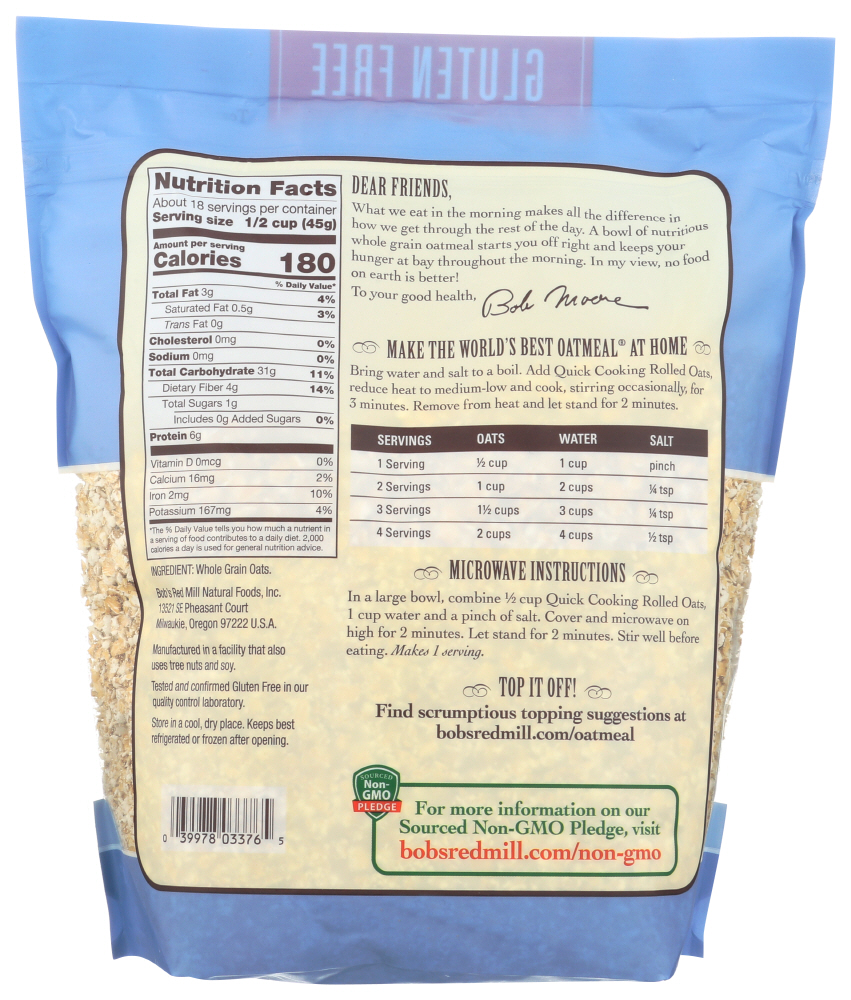 GLUTEN FREE
Nutrition Facts
About 18 servings per container
Serving size 1/2 cup (45g)
Amount per serving
Calories 180
% Daily Value*
Total Fat 3g 4%
Saturated Fat 0.5g 3%
Trans Fat 0g
Cholesterol 0mg 0%
Sodium 0mg 0%
Total Carbohydrate 31g 11%
Dietary Fiber 4g 14%
Total Sugars 1g
Includes 0g Added Sugars 0%
Protein 6g
Vitamin D 0mcg 0%
Calcium 16mg 2%
Iron 2mg 10%
Potassium 167mg 4%
*The % Daily Value tells you how much a nutrient in
a serving of food contributes to a daily diet. 2,000
calories a day is used for general nutrition advice.
INGREDIENT: Whole Grain Oats.
Bob's Red Mill Natural Foods, Inc.
13521 SE Pheasant Court
Milwaukie, Oregon 97222 U.S.A.
Manufactured in a facility that also
uses tree nuts and soy.
Tested and confirmed Gluten Free in our
quality control laboratory.
Store in a cool, dry place. Keeps best
refrigerated or frozen after opening.
0 39978 03376 5
DEAR FRIENDS,
What we eat in the morning makes all the difference in
how we get through the rest of the day. A bowl of nutritious
whole grain oatmeal starts you off right and keeps your
hunger at bay throughout the morning. In my view, no food
on earth is better!
To your good health, Bob Moore
MAKE THE WORLD'S BEST OATMEAL® AT HOME
Bring water and salt to a boil. Add Quick Cooking Rolled Oats,
reduce heat to medium-low and cook, stirring occasionally, for
3 minutes. Remove from heat and let stand for 2 minutes.
SERVINGS OATS WATER SALT
1 Serving ½ cup 1 cup pinch
2 Servings 1 cup 2 cups ¼ tsp
3 Servings 1½ cups 3 cups ¼ tsp
4 Servings 2 cups 4 cups ½ tsp
MICROWAVE INSTRUCTIONS
In a large bowl, combine ½ cup Quick Cooking Rolled Oats,
1 cup water and a pinch of salt. Cover and microwave on
high for 2 minutes. Let stand for 2 minutes. Stir well before
eating. Makes 1 serving.
TOP IT OFF!
Find scrumptious topping suggestions at
bobsredmill.com/oatmeal
SOURCED
Non-
GMO
PLEDGE
For more information on our
Sourced Non-GMO Pledge, visit
bobsredmill.com/non-gmo